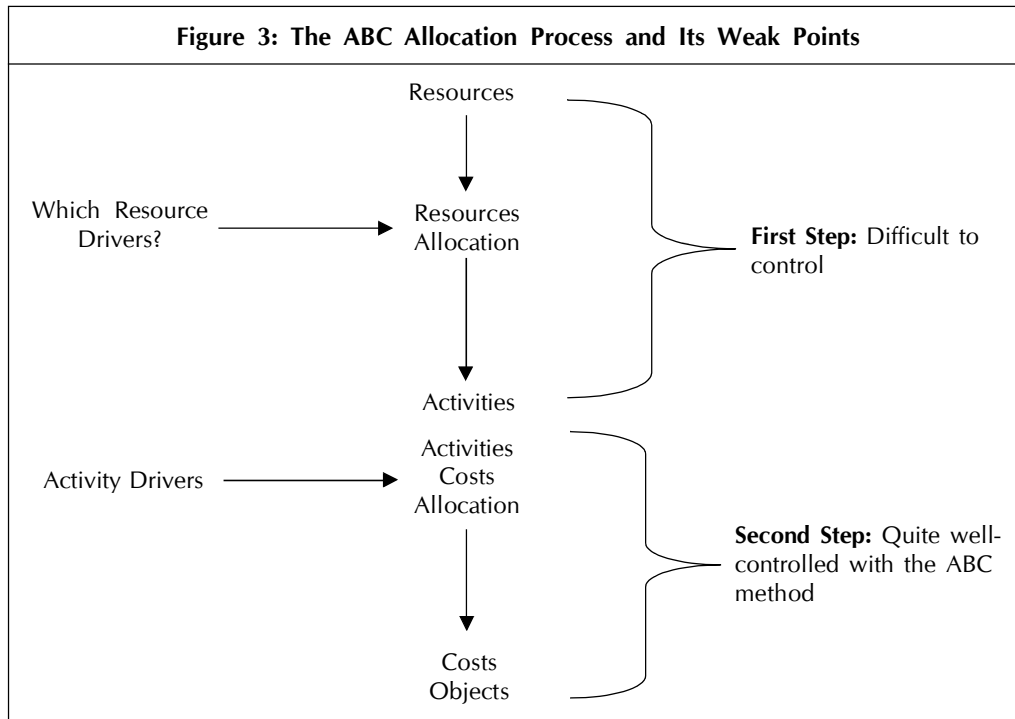 Figure 3: The ABC Allocation Process and Its Weak Points
Resources
Which Resource
Drivers?
Resources
Allocation
First Step: Difficult to
control
Activities
Activities
Costs
Allocation
Activity Drivers
Second Step: Quite well-
controlled with the ABC
method
Costs
Objects